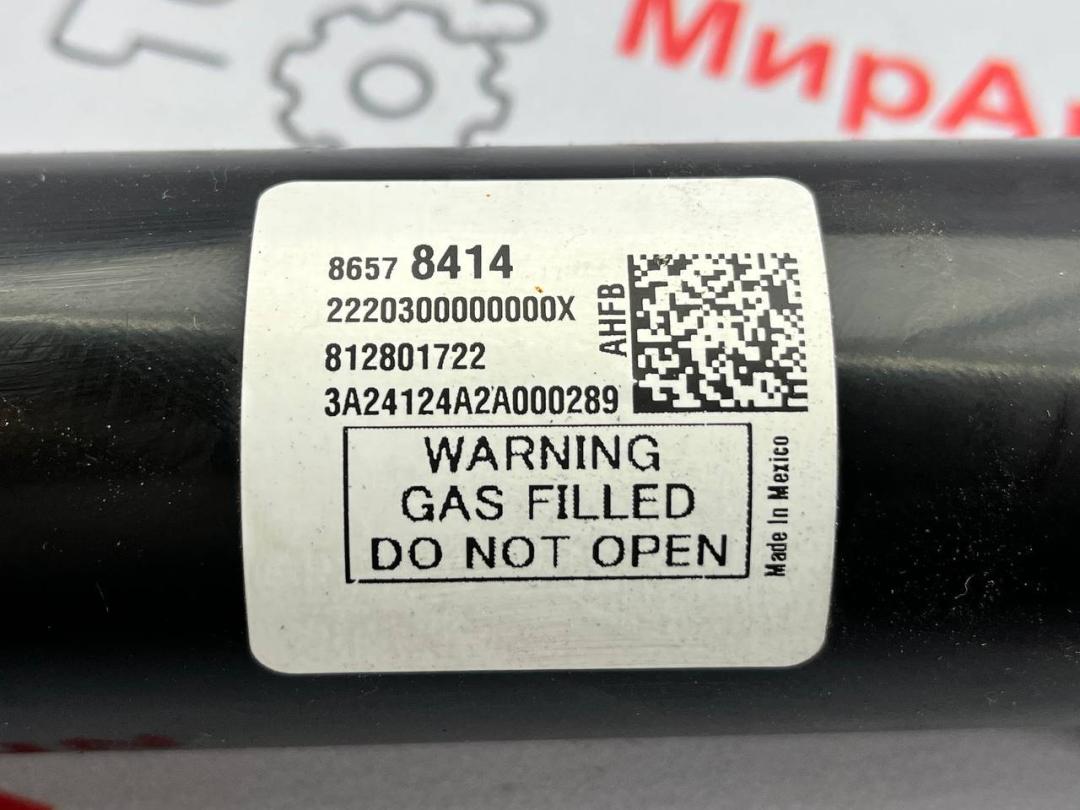 МирА
8657 8414
2220300000000X
812801722
3A24124A2A000289
AHFB
WARNING
GAS FILLED
DO NOT OPEN
Made In Mexico